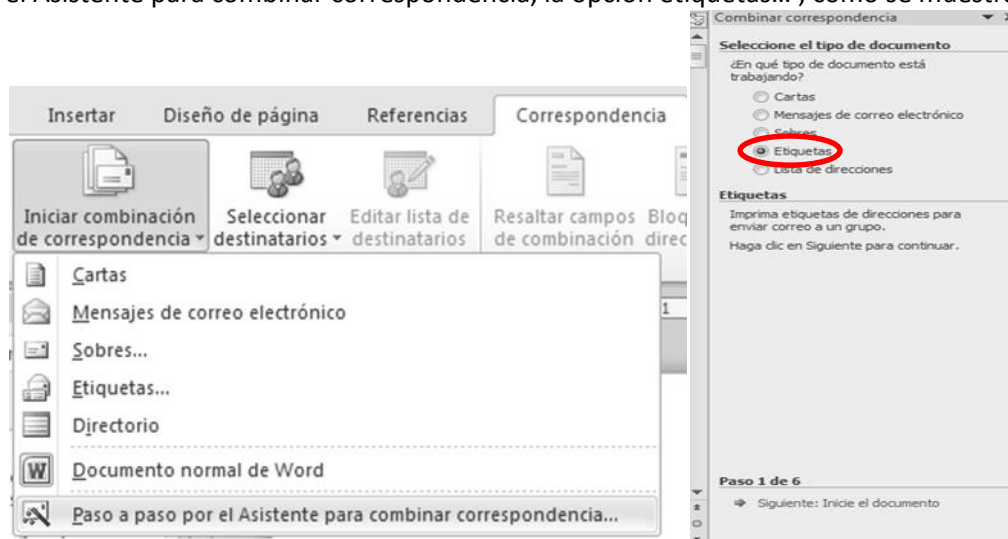 el Asistente para combinar correspondencia, la opción etiquetas…, como se muestra
Combinar correspondencia
Seleccione el tipo de documento
¿En qué tipo de documento está
trabajando?
Cartas
Mensajes de correo electrónico
Sobres
Etiquetas
Lista de direcciones
Etiquetas
Imprima etiquetas de direcciones para
enviar correo a un grupo.
Haga clic en Siguiente para continuar.
Paso 1 de 6
Siguiente: Inicie el documento
Insertar Diseño de página Referencias Correspondencia
Iniciar combinación Seleccionar Editar lista de Resaltar campos Bloq
de correspondencia destinatarios destinatarios de combinación direc
1
Cartas
Mensajes de correo electrónico
Sobres...
Etiquetas...
Directorio
Documento normal de Word
Paso a paso por el Asistente para combinar correspondencia...